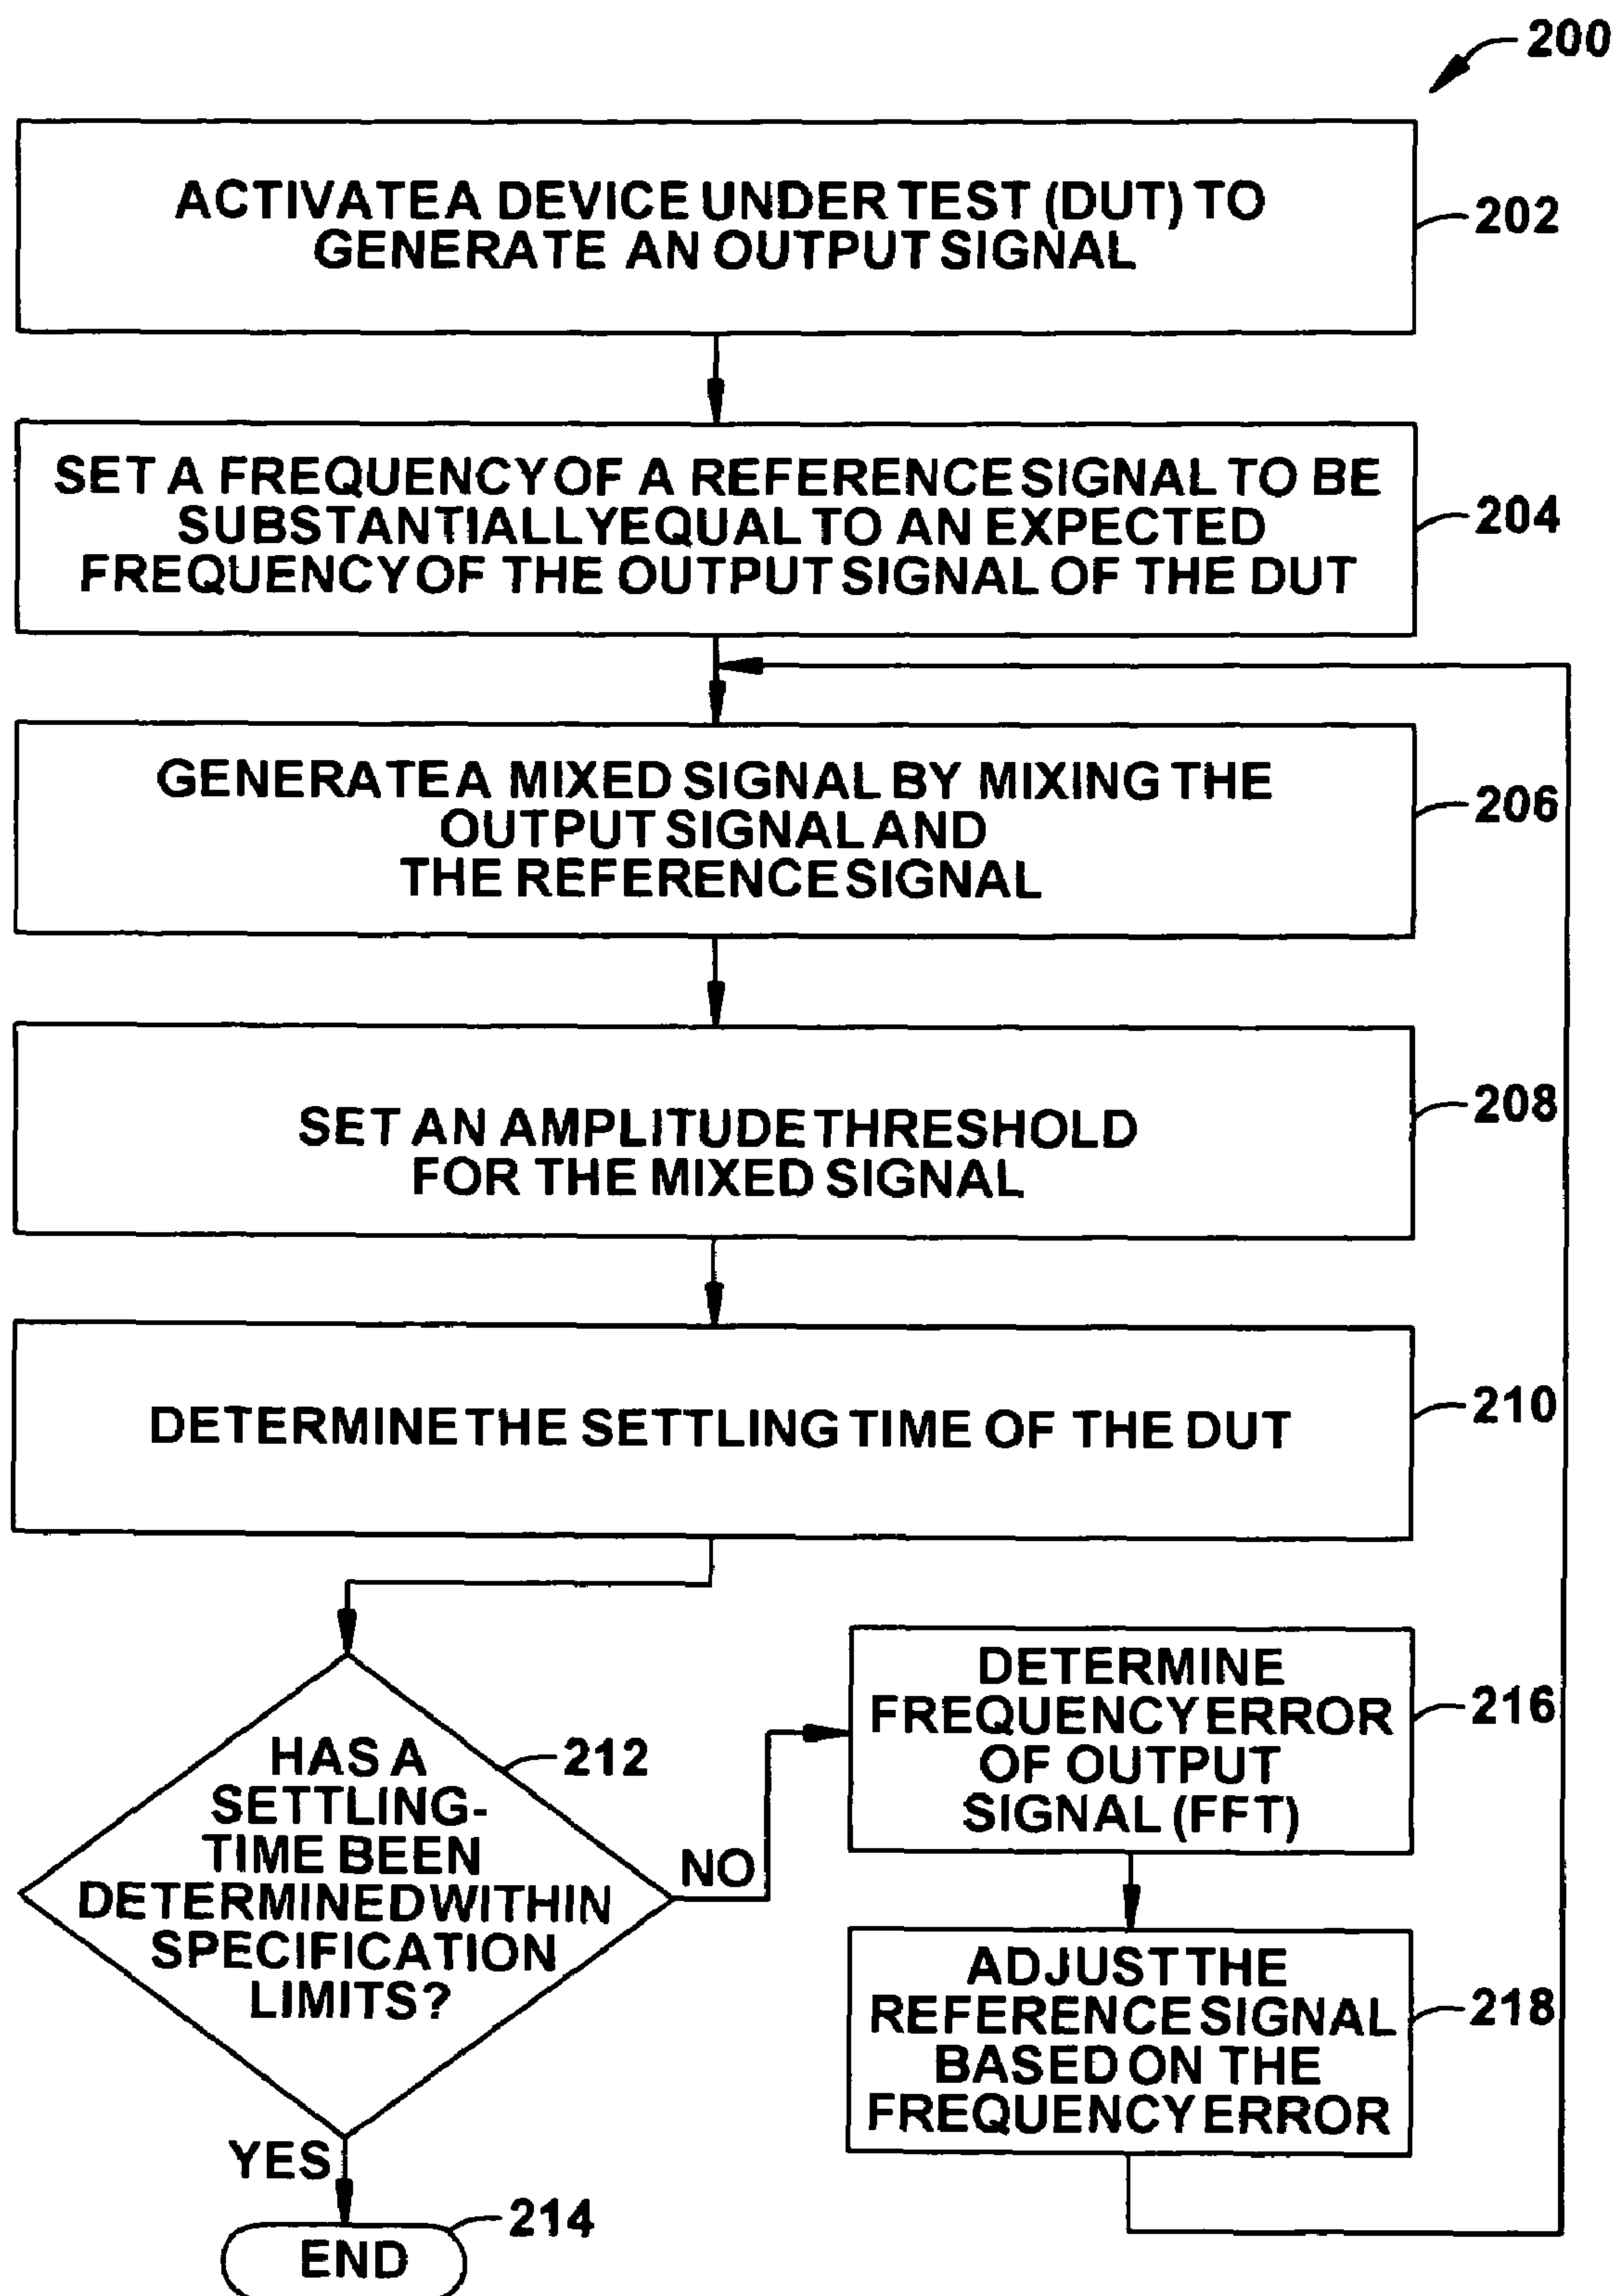 200
ACTIVATE A DEVICE UNDER TEST (DUT) TO
GENERATE AN OUTPUT SIGNAL
202
SET A FREQUENCY OF A REFERENCE SIGNAL TO BE
SUBSTANTIALLY EQUAL TO AN EXPECTED
FREQUENCY OF THE OUTPUT SIGNAL OF THE DUT
204
GENERATE A MIXED SIGNAL BY MIXING THE
OUTPUT SIGNAL AND
THE REFERENCE SIGNAL
206
SET AN AMPLITUDE THRESHOLD
FOR THE MIXED SIGNAL
208
DETERMINE THE SETTLING TIME OF THE DUT
210
HAS A
SETTLING-
TIME BEEN
DETERMINED WITHIN
SPECIFICATION
LIMITS?
212
NO
YES
END
214
DETERMINE
FREQUENCY ERROR
OF OUTPUT
SIGNAL (FFT)
216
ADJUST THE
REFERENCE SIGNAL
BASED ON THE
FREQUENCY ERROR
218